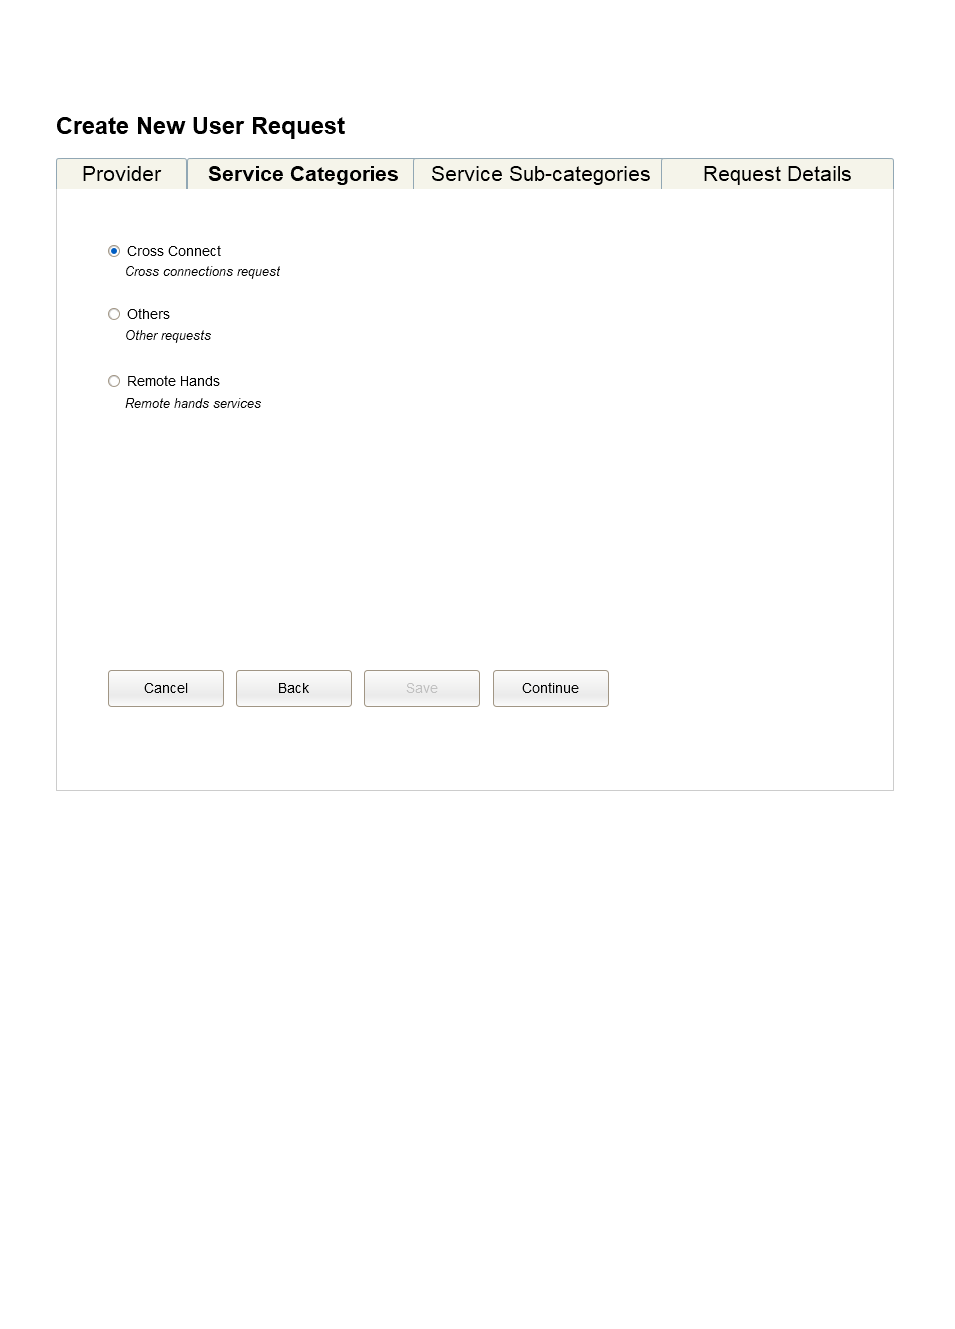 Create New User Request
Provider Service Categories Service Sub-categories Request Details
Cross Connect
Cross connections request
Others
Other requests
Remote Hands
Remote hands services
Cancel Back Save Continue